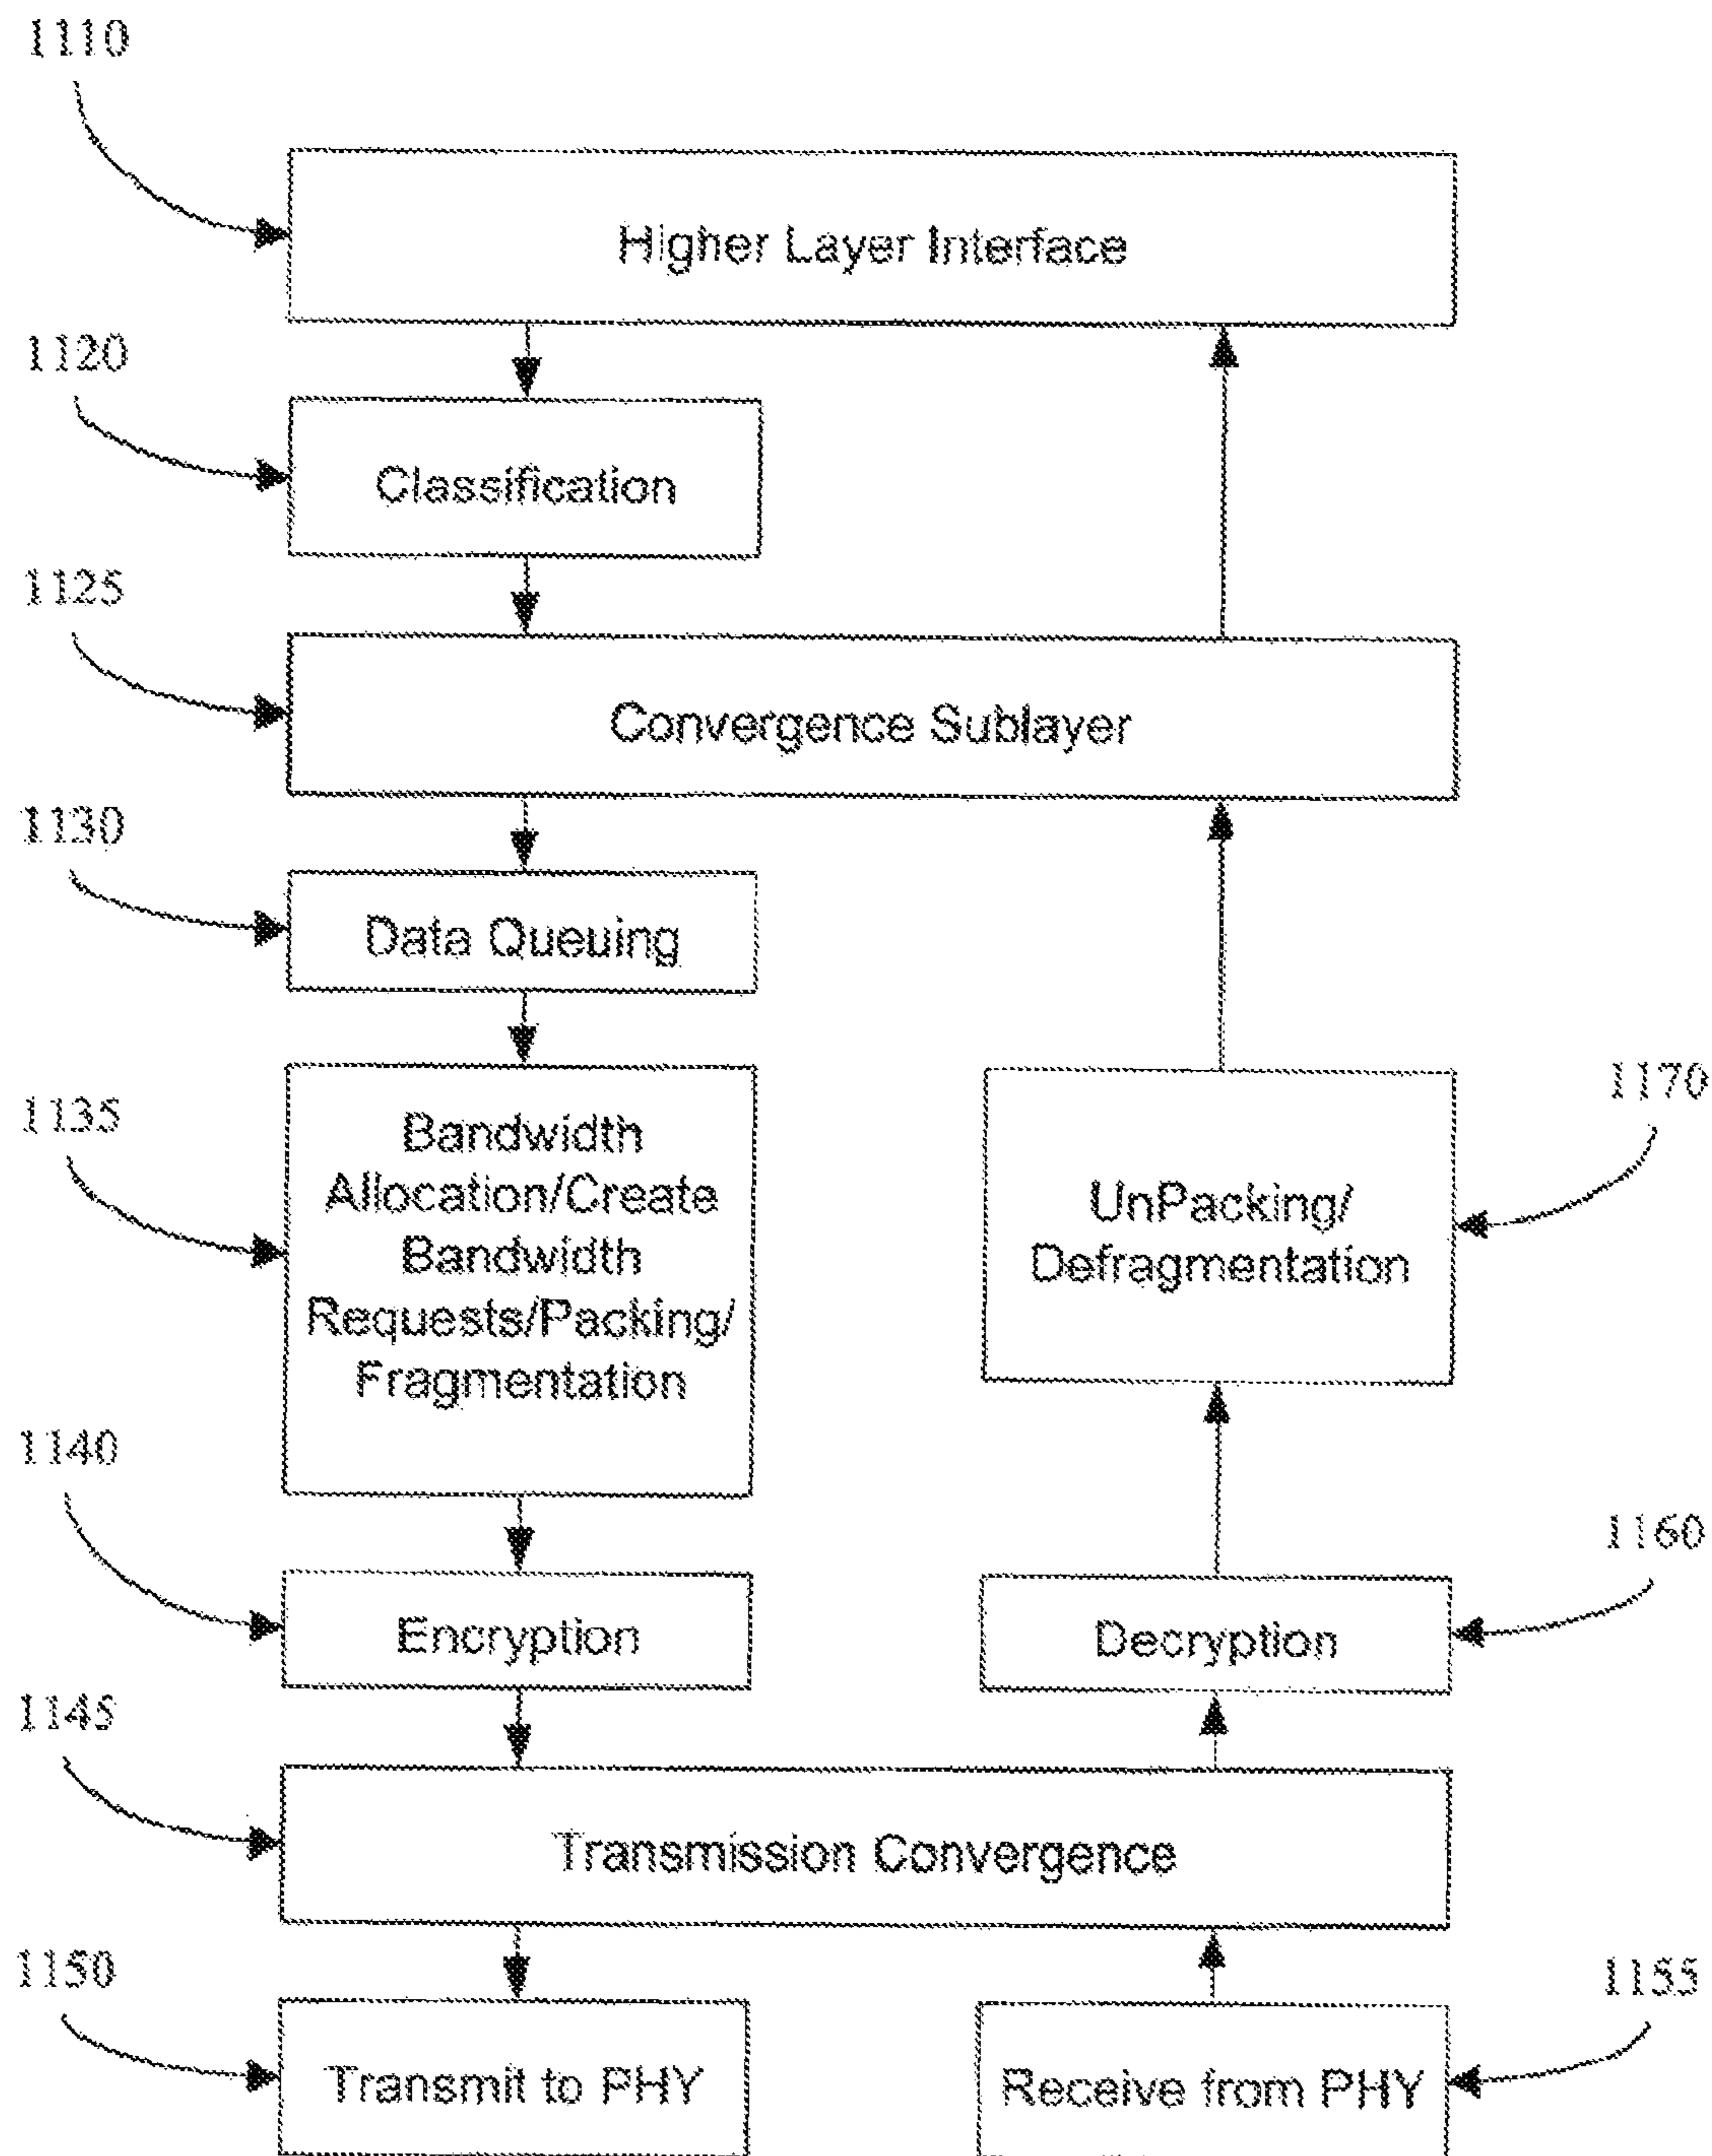 1110
Higher Layer Interface
1120
Classification
1125
Convergence Sublayer
1130
Data Queuing
1135
Bandwidth
Allocation/Create
Bandwidth
Requests/Packing/
Fragmentation
1170
UnPacking/
Defragmentation
1140
Encryption
1160
Decryption
1145
Transmission Convergence
1150
Transmit to PHY
1155
Receive from PHY